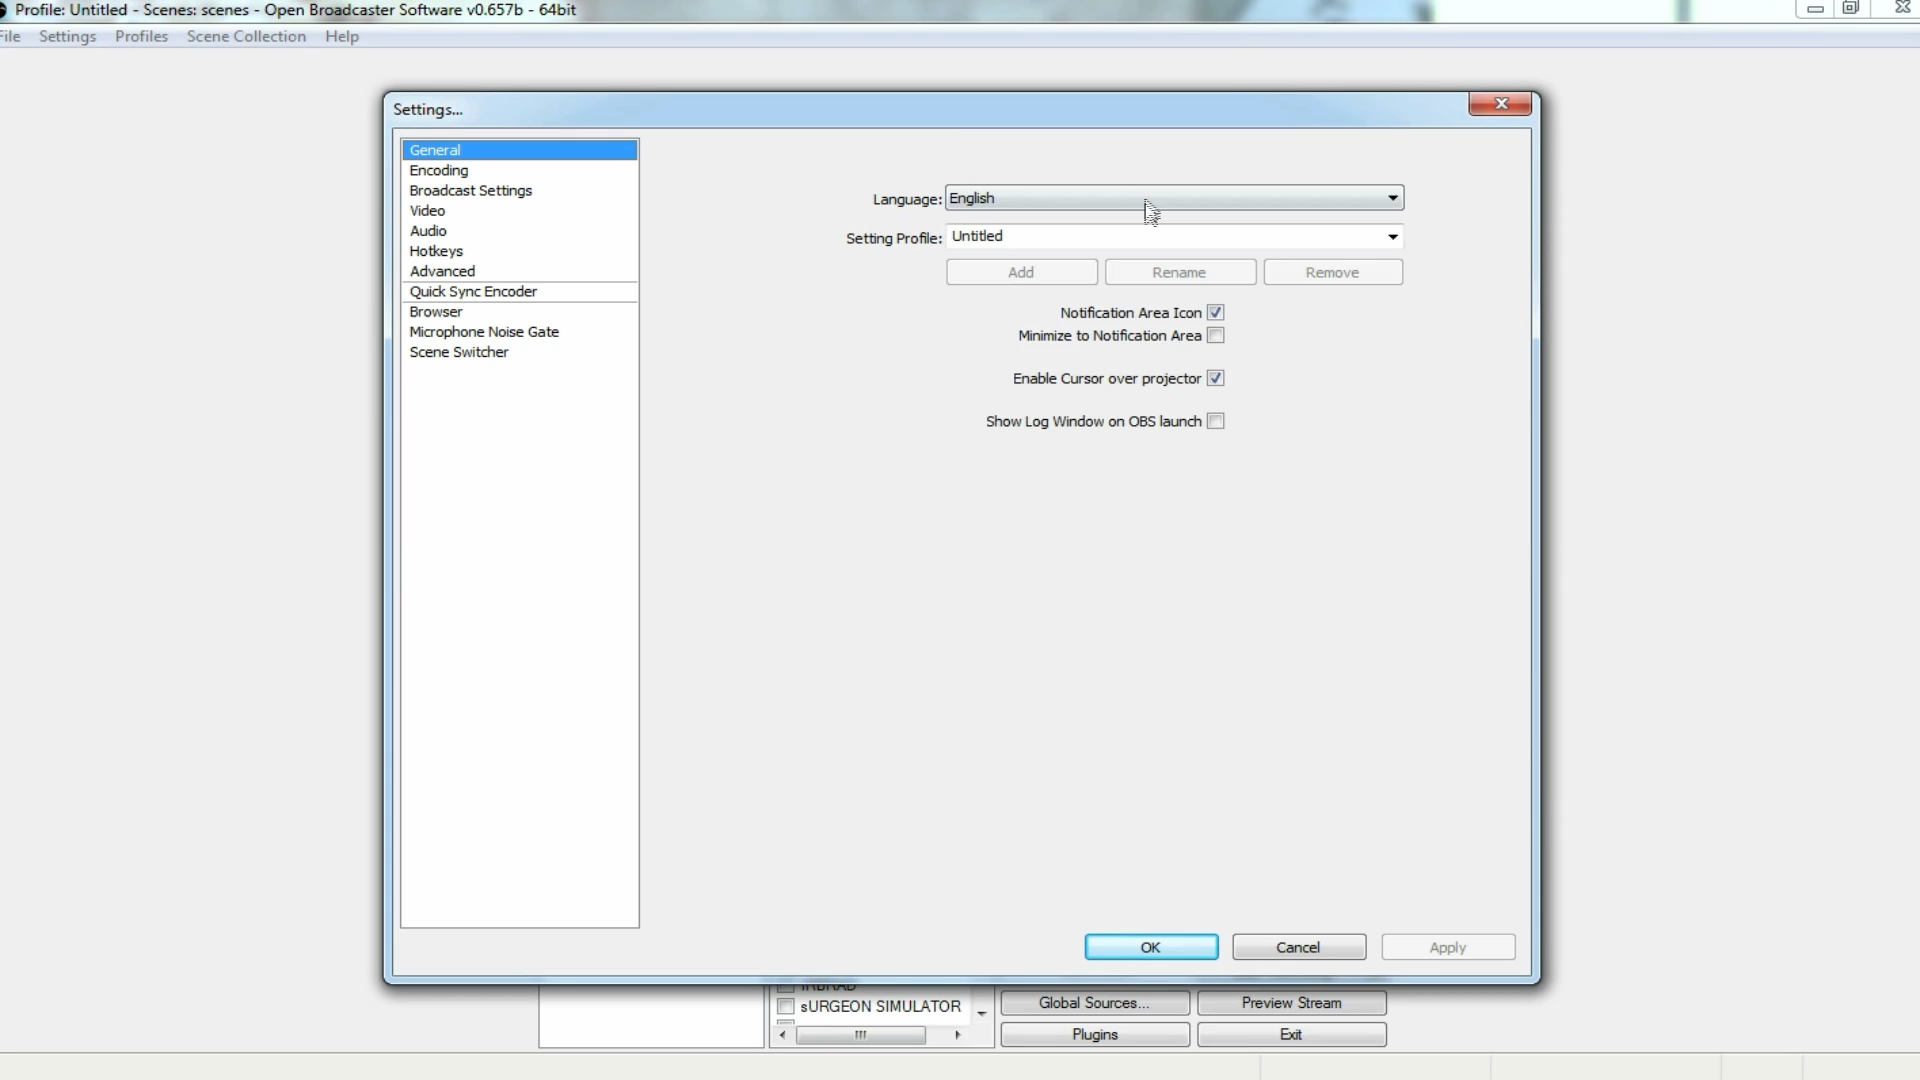 Profile: Untitled - Scenes: scenes - Open Broadcaster Software v0.657b - 64bit
File Settings Profiles Scene Collection Help
Settings...
General
Encoding
Broadcast Settings
Video
Audio
Hotkeys
Advanced
Quick Sync Encoder
Browser
Microphone Noise Gate
Scene Switcher
Language: English
Setting Profile: Untitled
Add Rename Remove
Notification Area Icon
Minimize to Notification Area
Enable Cursor over projector
Show Log Window on OBS launch
OK Cancel Apply
sURGEON SIMULATOR
Global Sources... Preview Stream
Plugins Exit